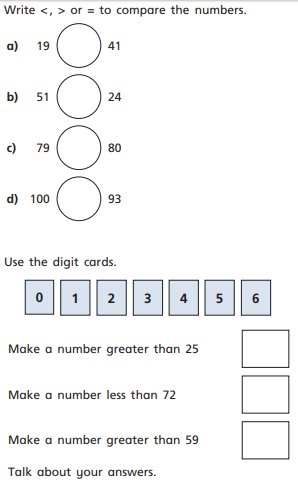 Write <, > or = to compare the numbers.
a) 19 41
b) 51 24
c) 79 80
d) 100 93
Use the digit cards.
0 1 2 3 4 5 6
Make a number greater than 25
Make a number less than 72
Make a number greater than 59
Talk about your answers.